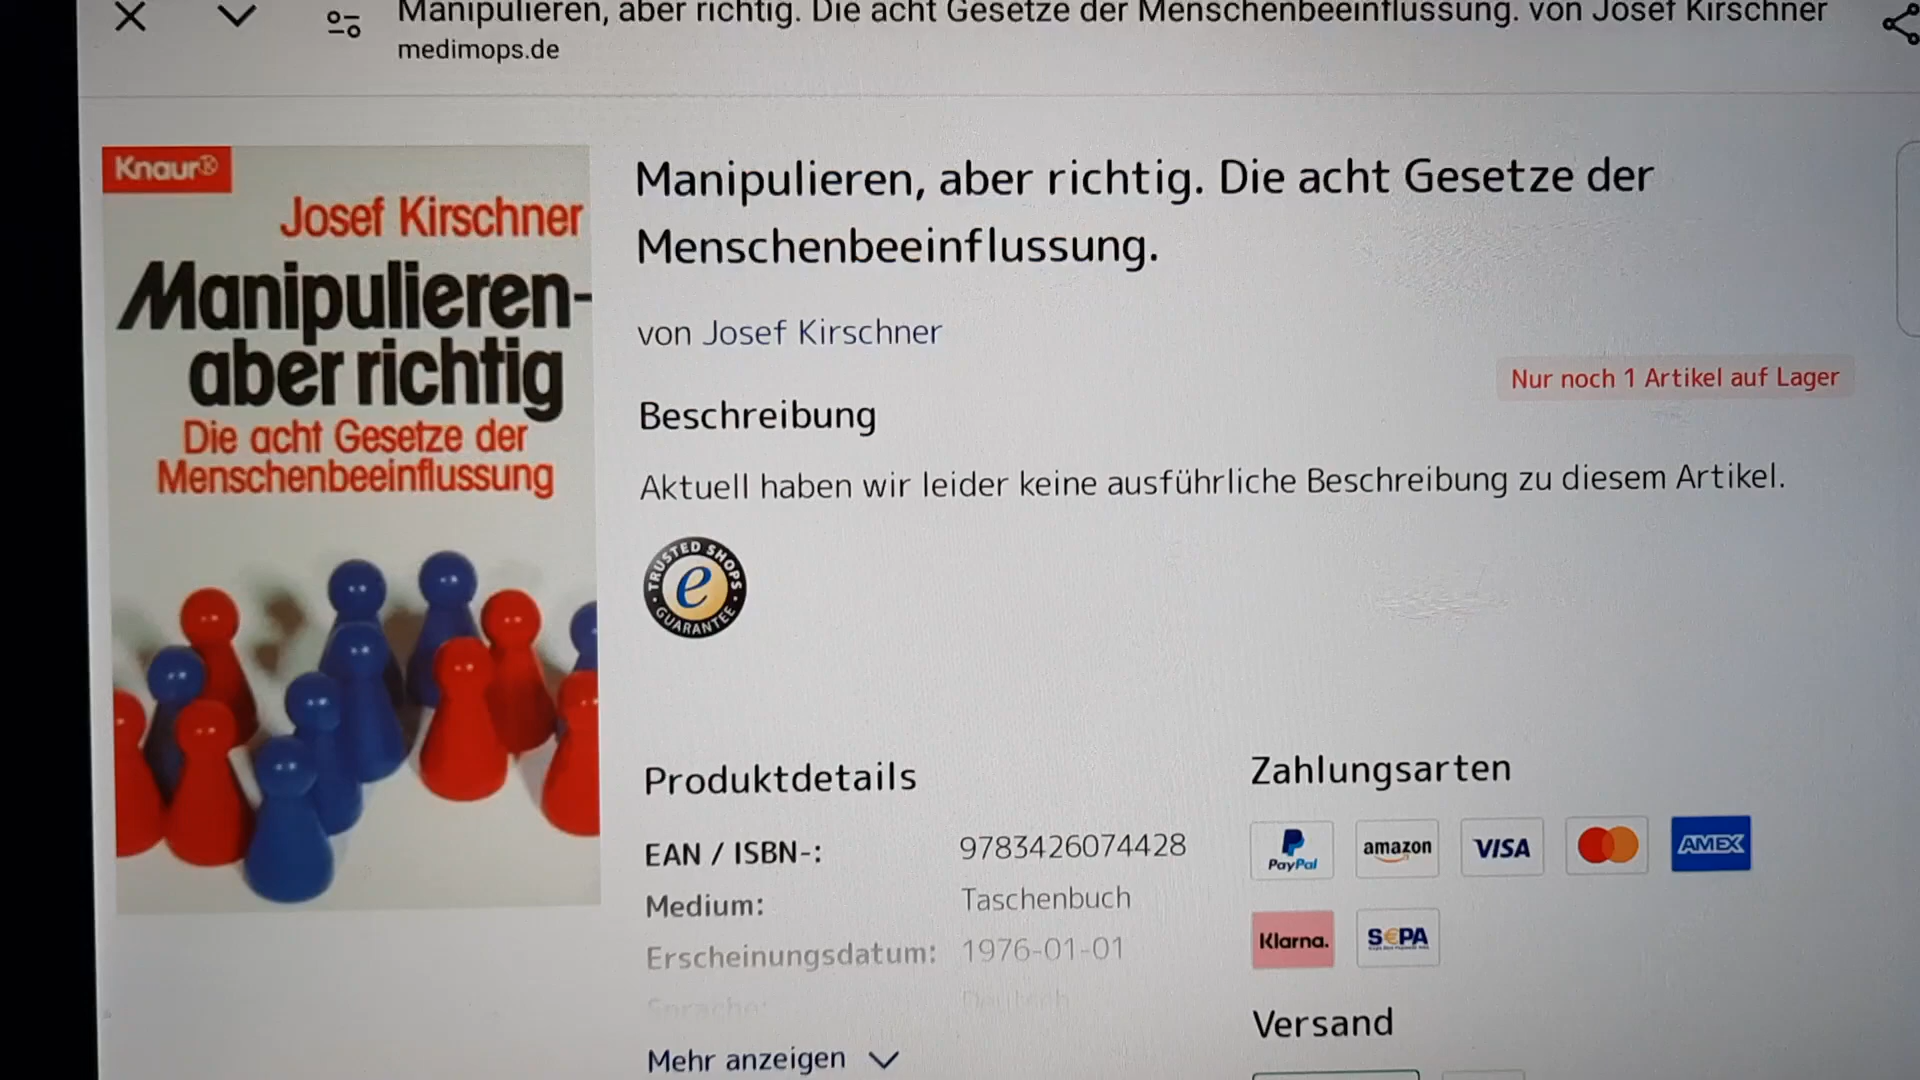 Manipulieren, aber richtig. Die acht Gesetze der Menschenbeeinflussung. von Josef Kirschner
medimops.de
Knaur®
Josef Kirschner
Manipulieren-
aber richtig
Die acht Gesetze der
Menschenbeeinflussung
Manipulieren, aber richtig. Die acht Gesetze der
Menschenbeeinflussung.
von Josef Kirschner
Nur noch 1 Artikel auf Lager
Beschreibung
Aktuell haben wir leider keine ausführliche Beschreibung zu diesem Artikel.
TRUSTED SHOPS
e
GUARANTEE
Produktdetails
EAN / ISBN-: 9783426074428
Medium: Taschenbuch
Erscheinungsdatum: 1976-01-01
Sprache: Deutsch
Mehr anzeigen
Zahlungsarten
PayPal amazon VISA AMEX
Klarna. S€PA
Versand